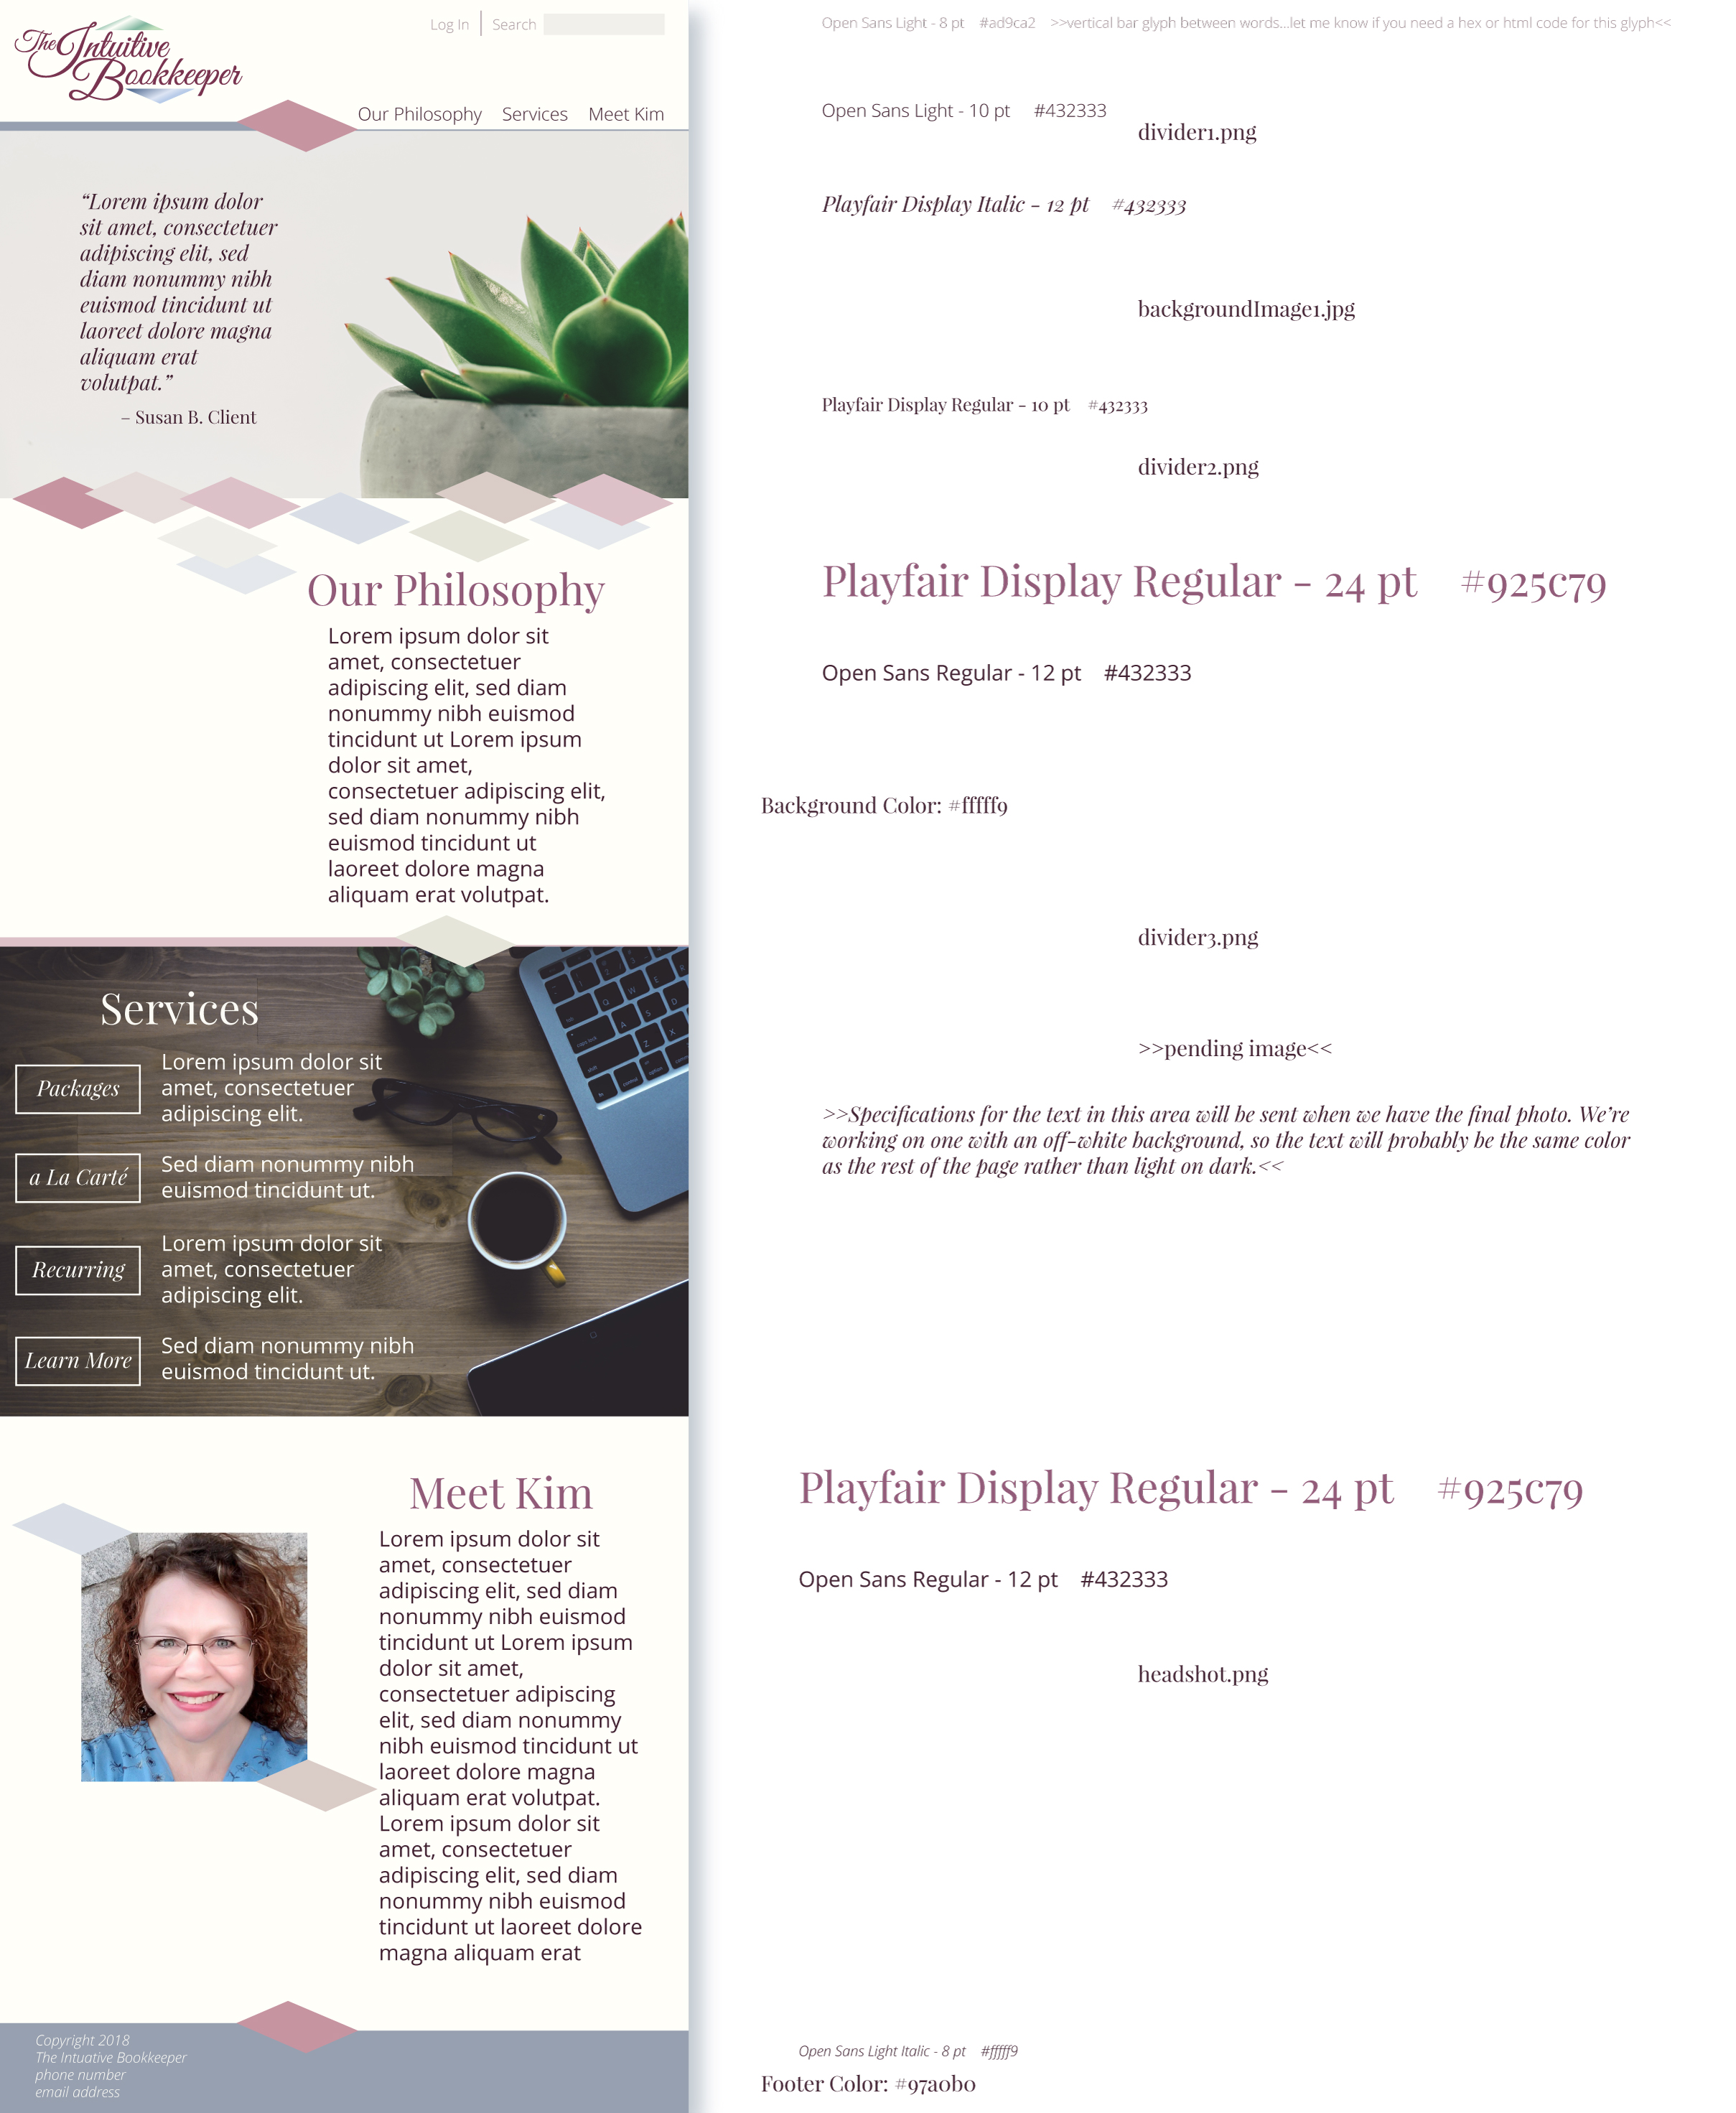 The Intuitive
Bookkeeper
Log In | Search
Our Philosophy Services Meet Kim
“Lorem ipsum dolor
sit amet, consectetuer
adipiscing elit, sed
diam nonummy nibh
euismod tincidunt ut
laoreet dolore magna
aliquam erat
volutpat.”
– Susan B. Client
Our Philosophy
Lorem ipsum dolor sit
amet, consectetuer
adipiscing elit, sed diam
nonummy nibh euismod
tincidunt ut Lorem ipsum
dolor sit amet,
consectetuer adipiscing elit,
sed diam nonummy nibh
euismod tincidunt ut
laoreet dolore magna
aliquam erat volutpat.
Services
Packages
Lorem ipsum dolor sit
amet, consectetuer
adipiscing elit.
a La Carté
Sed diam nonummy nibh
euismod tincidunt ut.
Recurring
Lorem ipsum dolor sit
amet, consectetuer
adipiscing elit.
Learn More
Sed diam nonummy nibh
euismod tincidunt ut.
Meet Kim
Lorem ipsum dolor sit
amet, consectetuer
adipiscing elit, sed diam
nonummy nibh euismod
tincidunt ut Lorem ipsum
dolor sit amet,
consectetuer adipiscing
elit, sed diam nonummy
nibh euismod tincidunt ut
laoreet dolore magna
aliquam erat volutpat.
Lorem ipsum dolor sit
amet, consectetuer
adipiscing elit, sed diam
nonummy nibh euismod
tincidunt ut laoreet dolore
magna aliquam erat
Copyright 2018
The Intuative Bookkeeper
phone number
email address
Open Sans Light - 8 pt #ad9ca2 >>vertical bar glyph between words...let me know if you need a hex or html code for this glyph<<
Open Sans Light - 10 pt #432333
divider1.png
Playfair Display Italic - 12 pt #432333
backgroundImage1.jpg
Playfair Display Regular - 10 pt #432333
divider2.png
Playfair Display Regular - 24 pt #925c79
Open Sans Regular - 12 pt #432333
Background Color: #fffff9
divider3.png
>>pending image<<
>>Specifications for the text in this area will be sent when we have the final photo. We’re
working on one with an off-white background, so the text will probably be the same color
as the rest of the page rather than light on dark.<<
Playfair Display Regular - 24 pt #925c79
Open Sans Regular - 12 pt #432333
headshot.png
Open Sans Light Italic - 8 pt #fffff9
Footer Color: #97a0b0